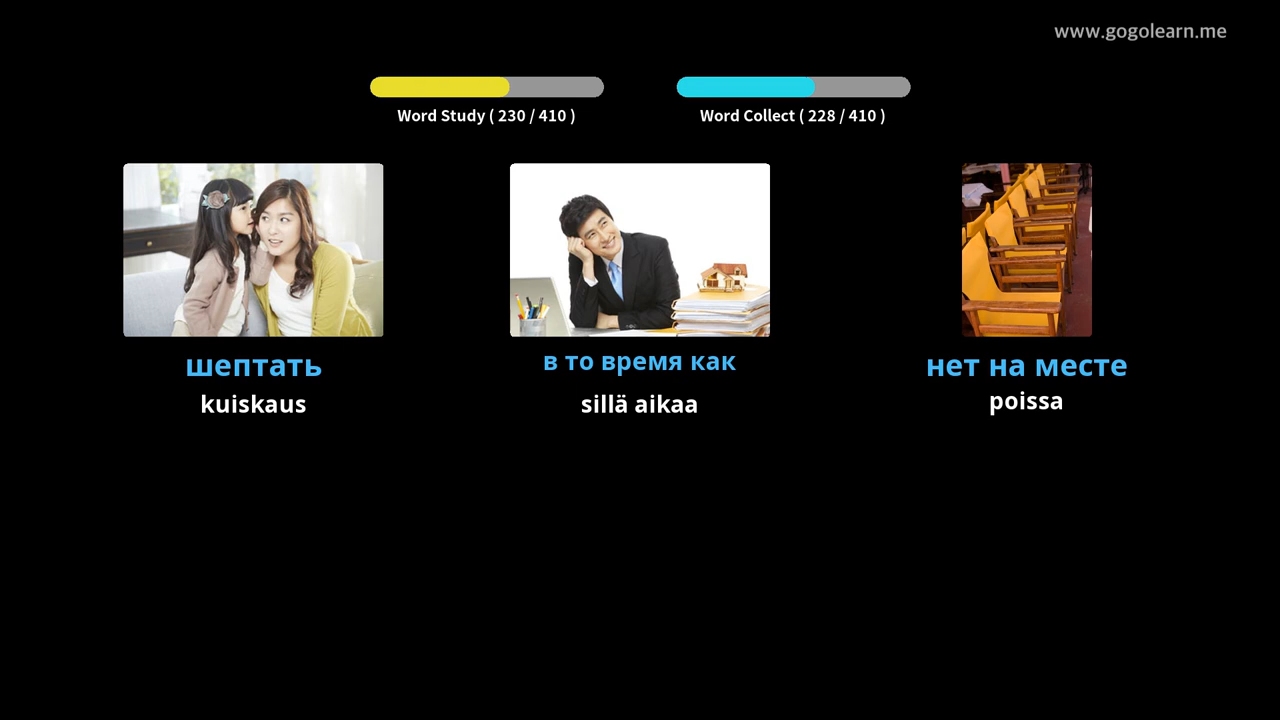 www.gogolearn.me
Word Study ( 230 / 410 )
Word Collect ( 228 / 410 )
шептать
kuiskaus
в то время как
sillä aikaa
нет на месте
poissa